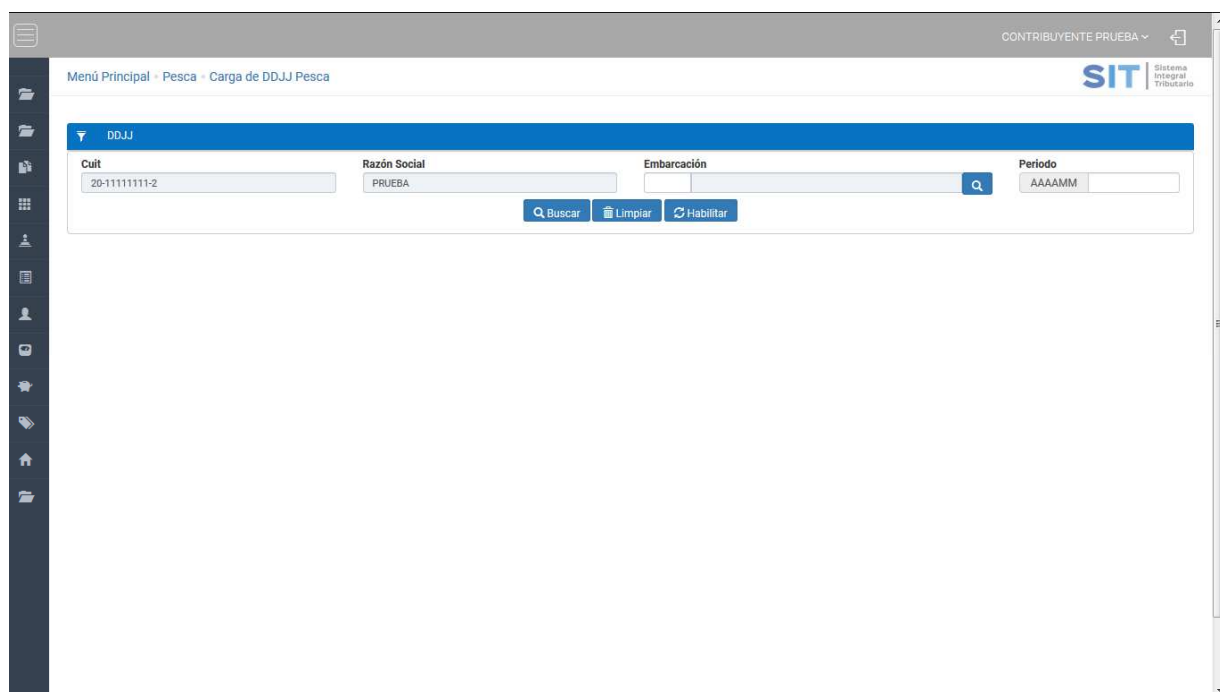 CONTRIBUYENTE PRUEBA
Menú Principal Pesca Carga de DDJJ Pesca
SIT Sistema Integral Tributario
DDJJ
Cuit Razón Social Embarcación Periodo
20-11111111-2 PRUEBA AAAAMM
Buscar Limpiar Habilitar